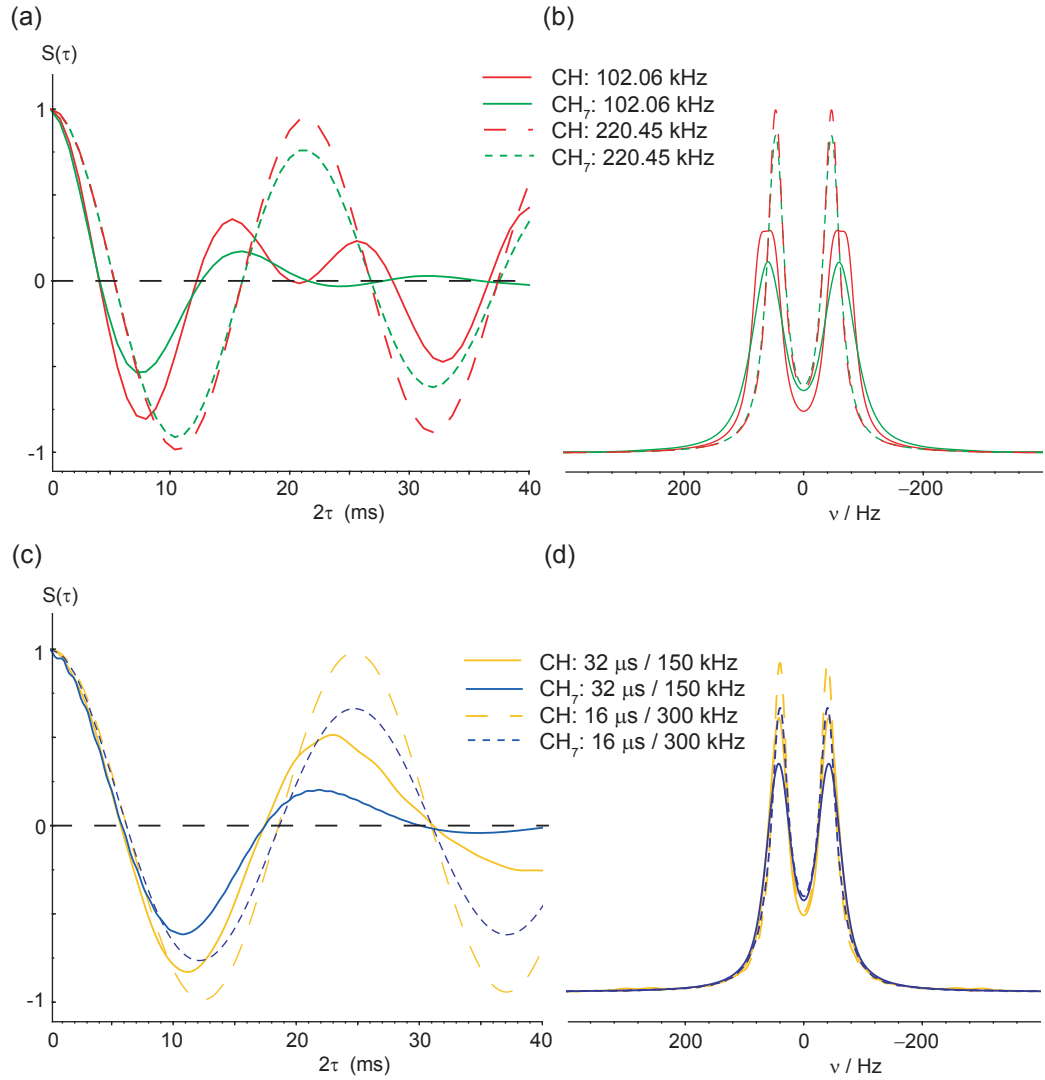 (a)
(b)
S(τ)
1
0
-1
0
10
20
30
40
2τ (ms)
CH: 102.06 kHz
CH₇: 102.06 kHz
CH: 220.45 kHz
CH₇: 220.45 kHz
200
0
−200
ν / Hz
(c)
(d)
S(τ)
1
0
-1
0
10
20
30
40
2τ (ms)
CH: 32 μs / 150 kHz
CH₇: 32 μs / 150 kHz
CH: 16 μs / 300 kHz
CH₇: 16 μs / 300 kHz
200
0
−200
ν / Hz